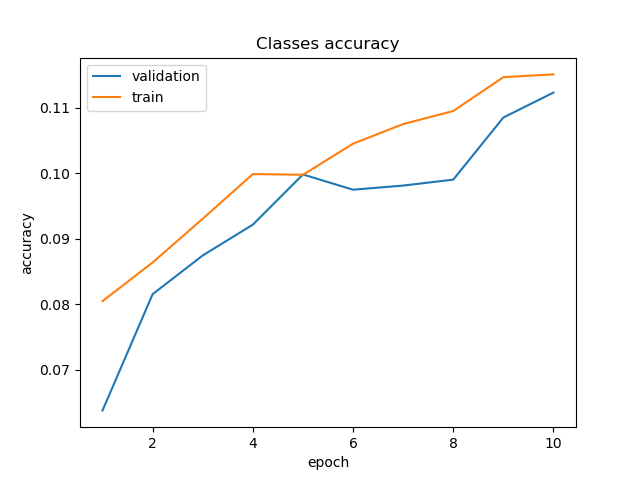 Classes accuracy
validation
train
accuracy
0.11
0.10
0.09
0.08
0.07
2 4 6 8 10
epoch